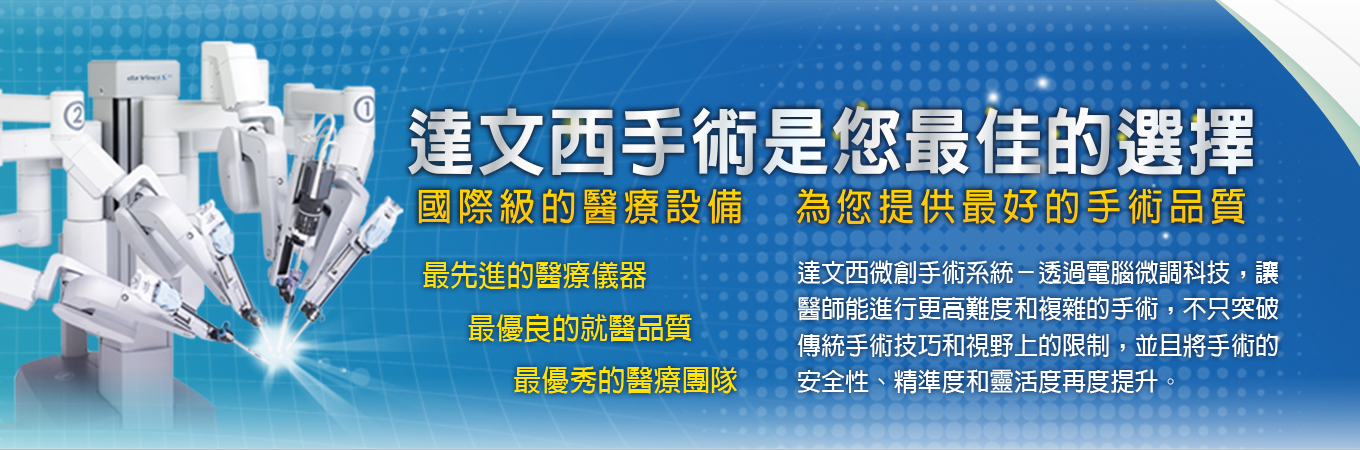 da Vinci
2
1
達文西手術是您最佳的選擇
國際級的醫療設備 為您提供最好的手術品質
最先進的醫療儀器
最優良的就醫品質
最優秀的醫療團隊
達文西微創手術系統－透過電腦微調科技，讓
醫師能進行更高難度和複雜的手術，不只突破
傳統手術技巧和視野上的限制，並且將手術的
安全性、精準度和靈活度再度提升。